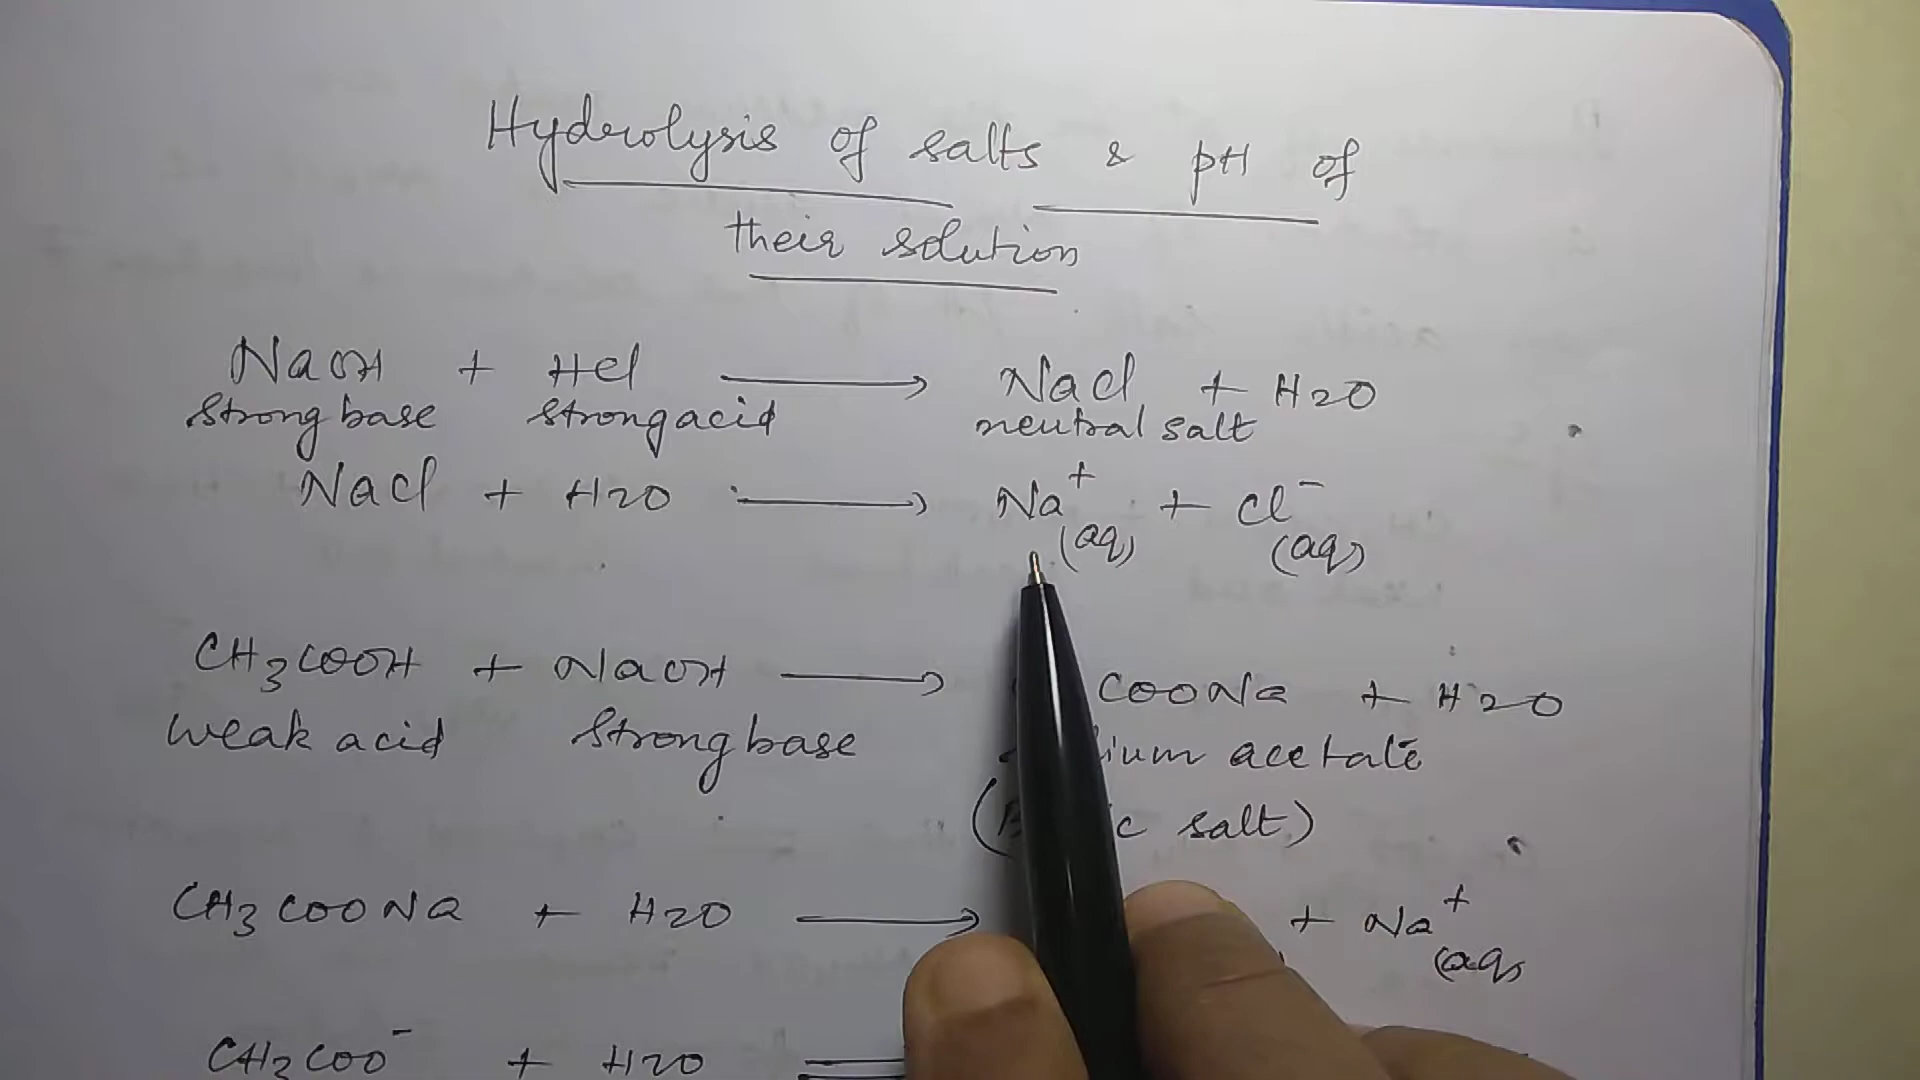 Hydrolysis of salts & pH of
their solution
NaOH + HCl ⟶ NaCl + H2O
strong base strong acid neutral salt
NaCl + H2O ⟶ Na+ (aq) + Cl- (aq)
CH3COOH + NaOH ⟶ COONa + H2O
weak acid strong base acetate
salt)
CH3COONa + H2O ⟶ + Na+ (aq)
CH3COO- + H2O